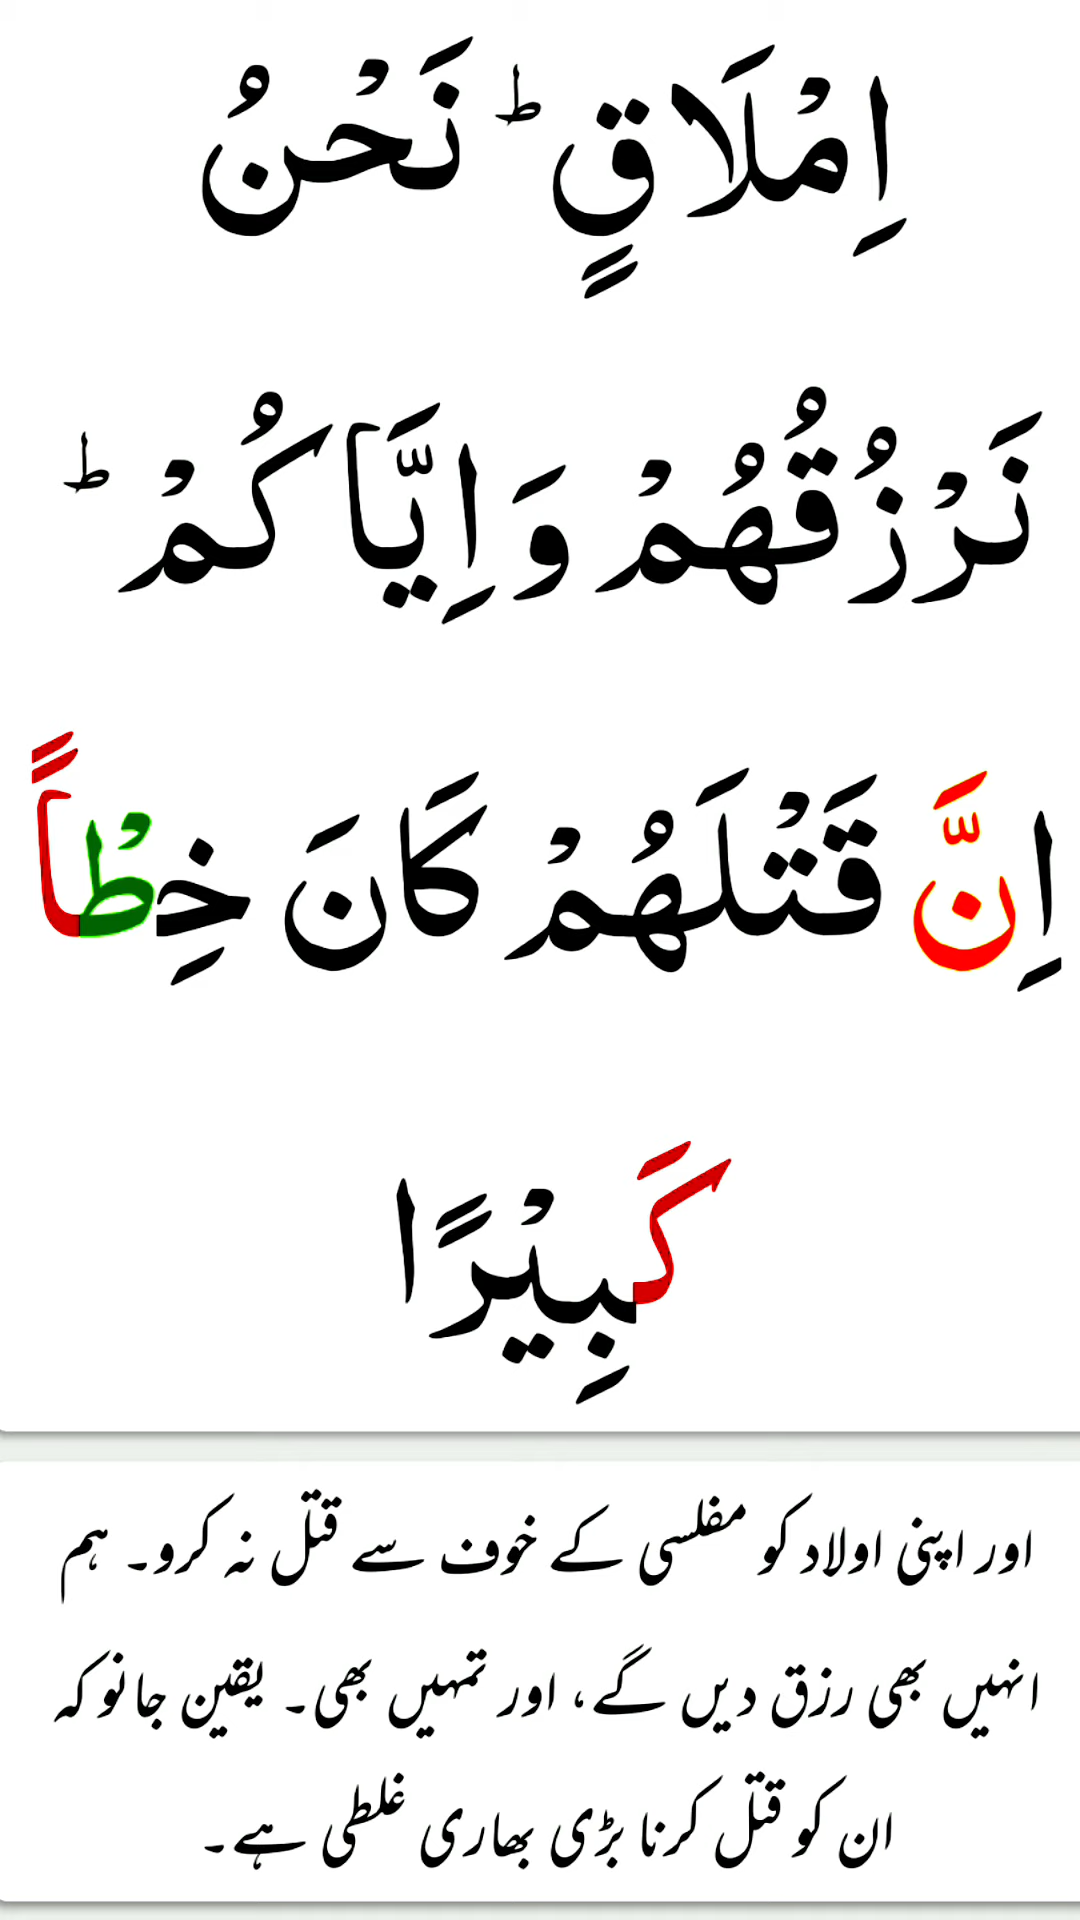 اِمْلَاقٍ ؕ نَحْنُ
نَرْزُقُهُمْ وَاِيَّاكُمْ ؕ
اِنَّ قَتْلَهُمْ كَانَ خِطْاً
كَبِيْرًا
اور اپنی اولاد کو مفلسی کے خوف سے قتل نہ کرو۔ ہم
انہیں بھی رزق دیں گے، اور تمہیں بھی۔ یقین جانو کہ
ان کو قتل کرنا بڑی بھاری غلطی ہے۔